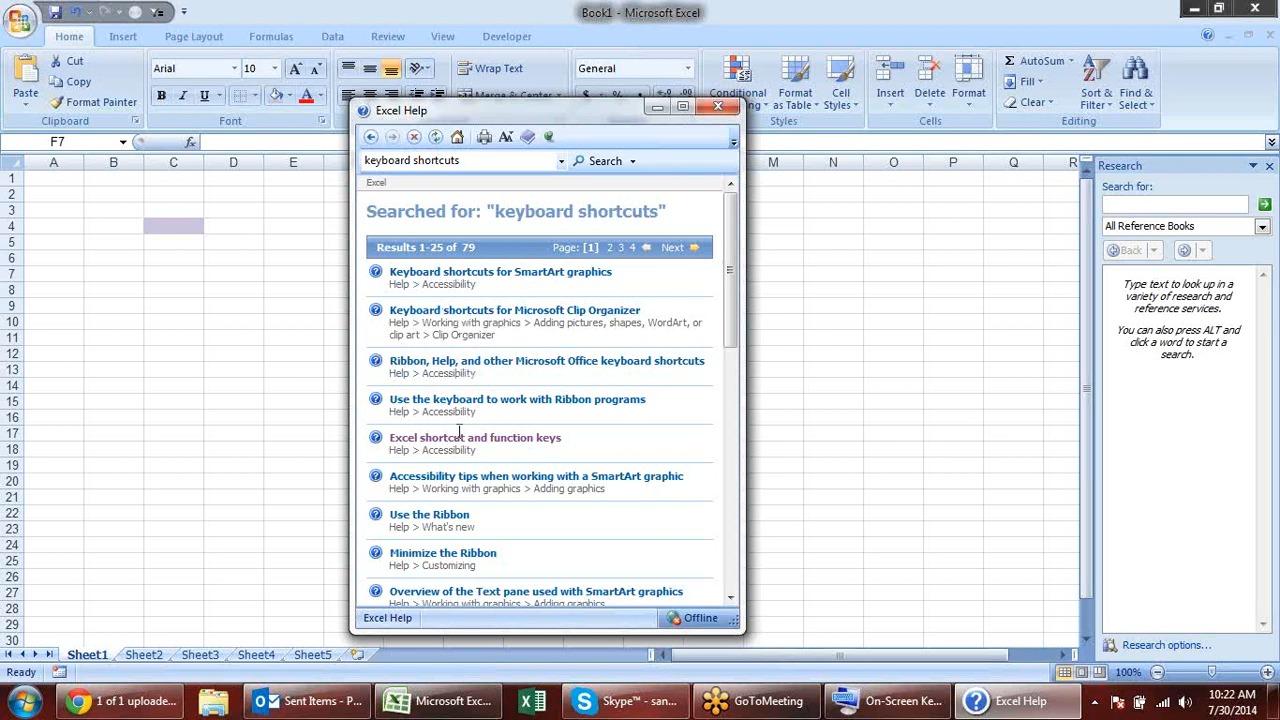 Book1 - Microsoft Excel
Home Insert Page Layout Formulas Data Review View Developer
Paste
Cut
Copy
Format Painter
Clipboard
Arial 10
B I U
Font
Wrap Text
General
Conditional Formatting
Format as Table
Cell Styles
Styles
Insert Delete Format
Cells
AutoSum
Fill
Clear
Sort & Filter
Find & Select
Editing
F7
fx
A B C D E M N O P Q R
1
2
3
4
5
6
7
8
9
10
11
12
13
14
15
16
17
18
19
20
21
22
23
24
25
26
27
28
29
30
Excel Help
keyboard shortcuts
Search
Excel
Searched for: "keyboard shortcuts"
Results 1-25 of 79 Page: [1] 2 3 4 Next
Keyboard shortcuts for SmartArt graphics
Help > Accessibility
Keyboard shortcuts for Microsoft Clip Organizer
Help > Working with graphics > Adding pictures, shapes, WordArt, or
clip art > Clip Organizer
Ribbon, Help, and other Microsoft Office keyboard shortcuts
Help > Accessibility
Use the keyboard to work with Ribbon programs
Help > Accessibility
Excel shortcut and function keys
Help > Accessibility
Accessibility tips when working with a SmartArt graphic
Help > Working with graphics > Adding graphics
Use the Ribbon
Help > What's new
Minimize the Ribbon
Help > Customizing
Overview of the Text pane used with SmartArt graphics
Help > Working with graphics > Adding graphics
Excel Help
Offline
Research
Search for:
All Reference Books
Back
Type text to look up in a
variety of research and
reference services.
You can also press ALT and
click a word to start a
search.
Research options...
Sheet1 Sheet2 Sheet3 Sheet4 Sheet5
Ready
100%
1 of 1 uploade...
Sent Items - P...
Microsoft Exc...
Skype™ - san...
GoToMeeting
On-Screen Ke...
Excel Help
10:22 AM
7/30/2014